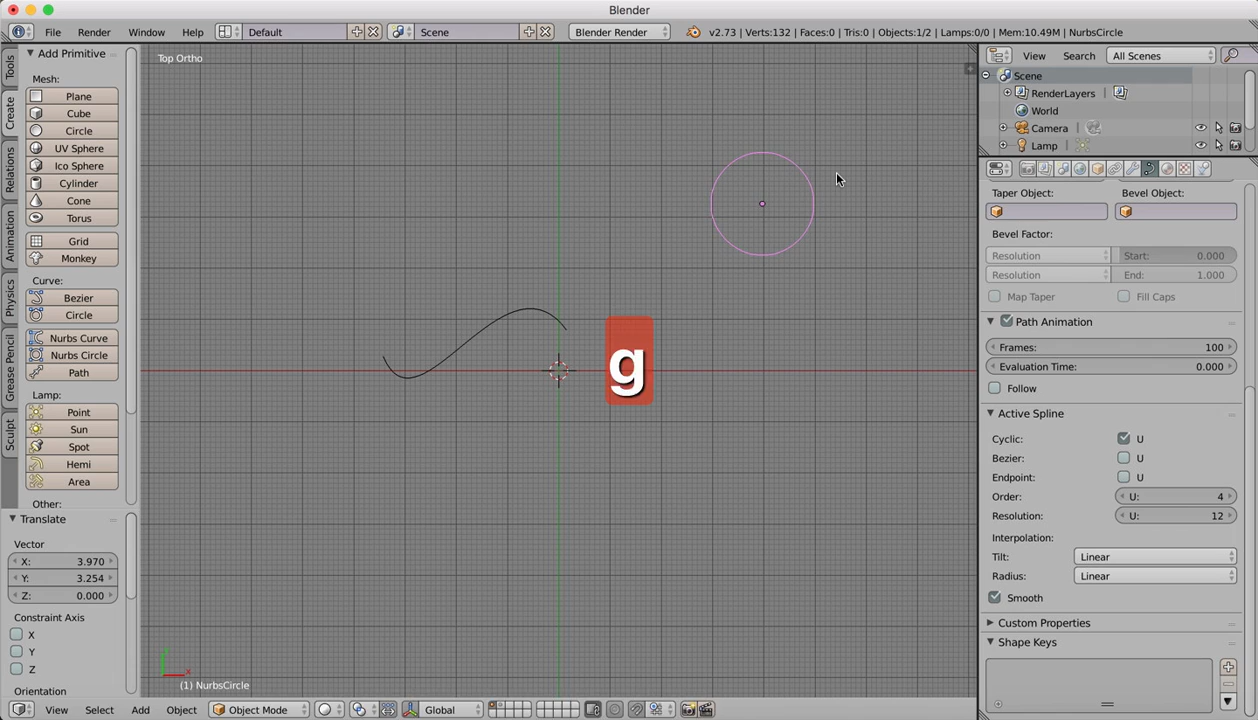 Blender
File Render Window Help Default Scene Blender Render v2.73 | Verts:132 | Faces:0 | Tris:0 | Objects:1/2 | Lamps:0/0 | Mem:10.49M | NurbsCircle
Tools
Create
Relations
Animation
Physics
Grease Pencil
Sculpt
Add Primitive
Mesh:
Plane
Cube
Circle
UV Sphere
Ico Sphere
Cylinder
Cone
Torus
Grid
Monkey
Curve:
Bezier
Circle
Nurbs Curve
Nurbs Circle
Path
Lamp:
Point
Sun
Spot
Hemi
Area
Other:
Translate
Vector
X: 3.970
Y: 3.254
Z: 0.000
Constraint Axis
X
Y
Z
Orientation
Top Ortho
g
y
x
(1) NurbsCircle
View Select Add Object Object Mode Global
View Search All Scenes
Scene
RenderLayers |
World
Camera |
Lamp |
Taper Object: Bevel Object:
Bevel Factor:
Resolution Start: 0.000
Resolution End: 1.000
Map Taper Fill Caps
Path Animation
Frames: 100
Evaluation Time: 0.000
Follow
Active Spline
Cyclic: U
Bezier: U
Endpoint: U
Order: U: 4
Resolution: U: 12
Interpolation:
Tilt: Linear
Radius: Linear
Smooth
Custom Properties
Shape Keys